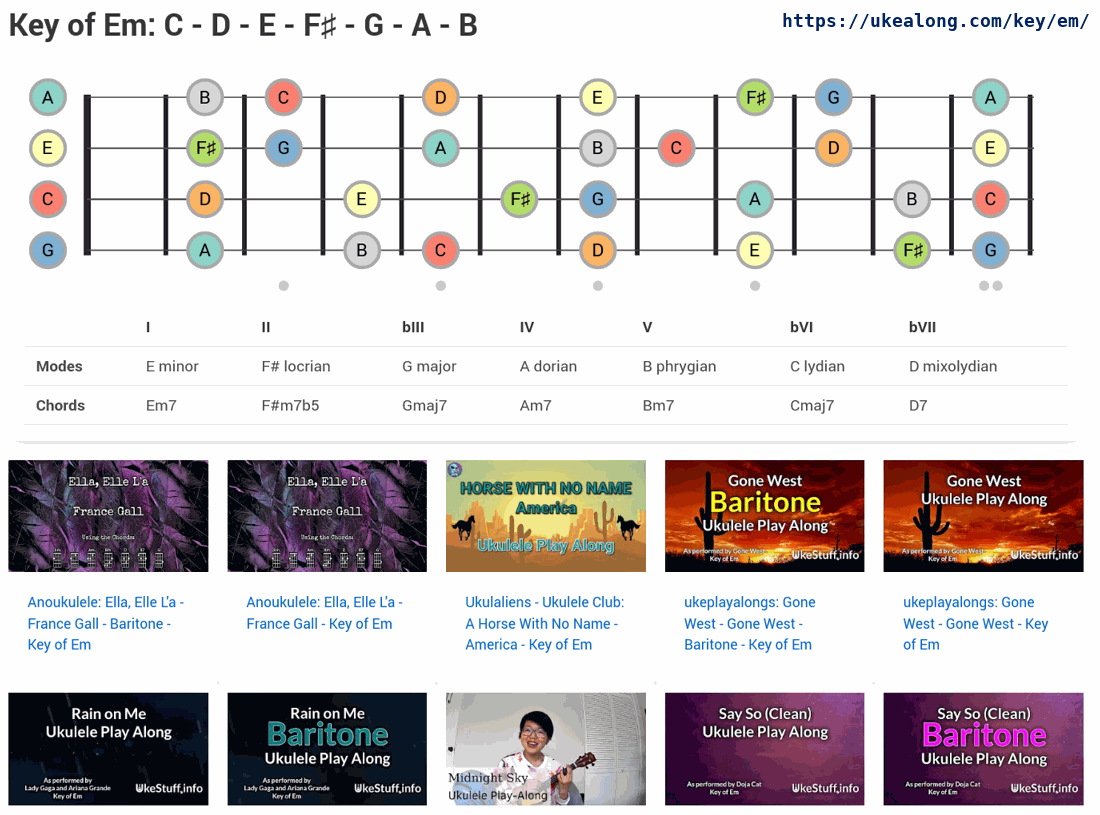 Key of Em: C - D - E - F♯ - G - A - B
https://ukealong.com/key/em/
A B C D E F♯ G A
E F♯ G A B C D E
C D E F♯ G A B C
G A B C D E F♯ G
I II bIII IV V bVI bVII
Modes E minor F# locrian G major A dorian B phrygian C lydian D mixolydian
Chords Em7 F#m7b5 Gmaj7 Am7 Bm7 Cmaj7 D7
Ella, Elle L'a
France Gall
Using the Chords:
Ella, Elle L'a
France Gall
Using the Chords:
HORSE WITH NO NAME
America
Ukulele Play Along
Gone West
Baritone
Ukulele Play Along
As performed by Gone West
Key of Em
UkeStuff.info
Gone West
Ukulele Play Along
As performed by Gone West
Key of Em
UkeStuff.info
Anoukulele: Ella, Elle L'a -
France Gall - Baritone -
Key of Em
Anoukulele: Ella, Elle L'a -
France Gall - Key of Em
Ukulaliens - Ukulele Club:
A Horse With No Name -
America - Key of Em
ukeplayalongs: Gone
West - Gone West -
Baritone - Key of Em
ukeplayalongs: Gone
West - Gone West - Key
of Em
Rain on Me
Ukulele Play Along
As performed by
Lady Gaga and Ariana Grande
Key of Em
UkeStuff.info
Rain on Me
Baritone
Ukulele Play Along
As performed by
Lady Gaga and Ariana Grande
Key of Em
UkeStuff.info
Midnight Sky
Ukulele Play-Along
Say So (Clean)
Ukulele Play Along
As performed by Doja Cat
Key of Em
UkeStuff.info
Say So (Clean)
Baritone
Ukulele Play Along
As performed by Doja Cat
Key of Em
UkeStuff.info